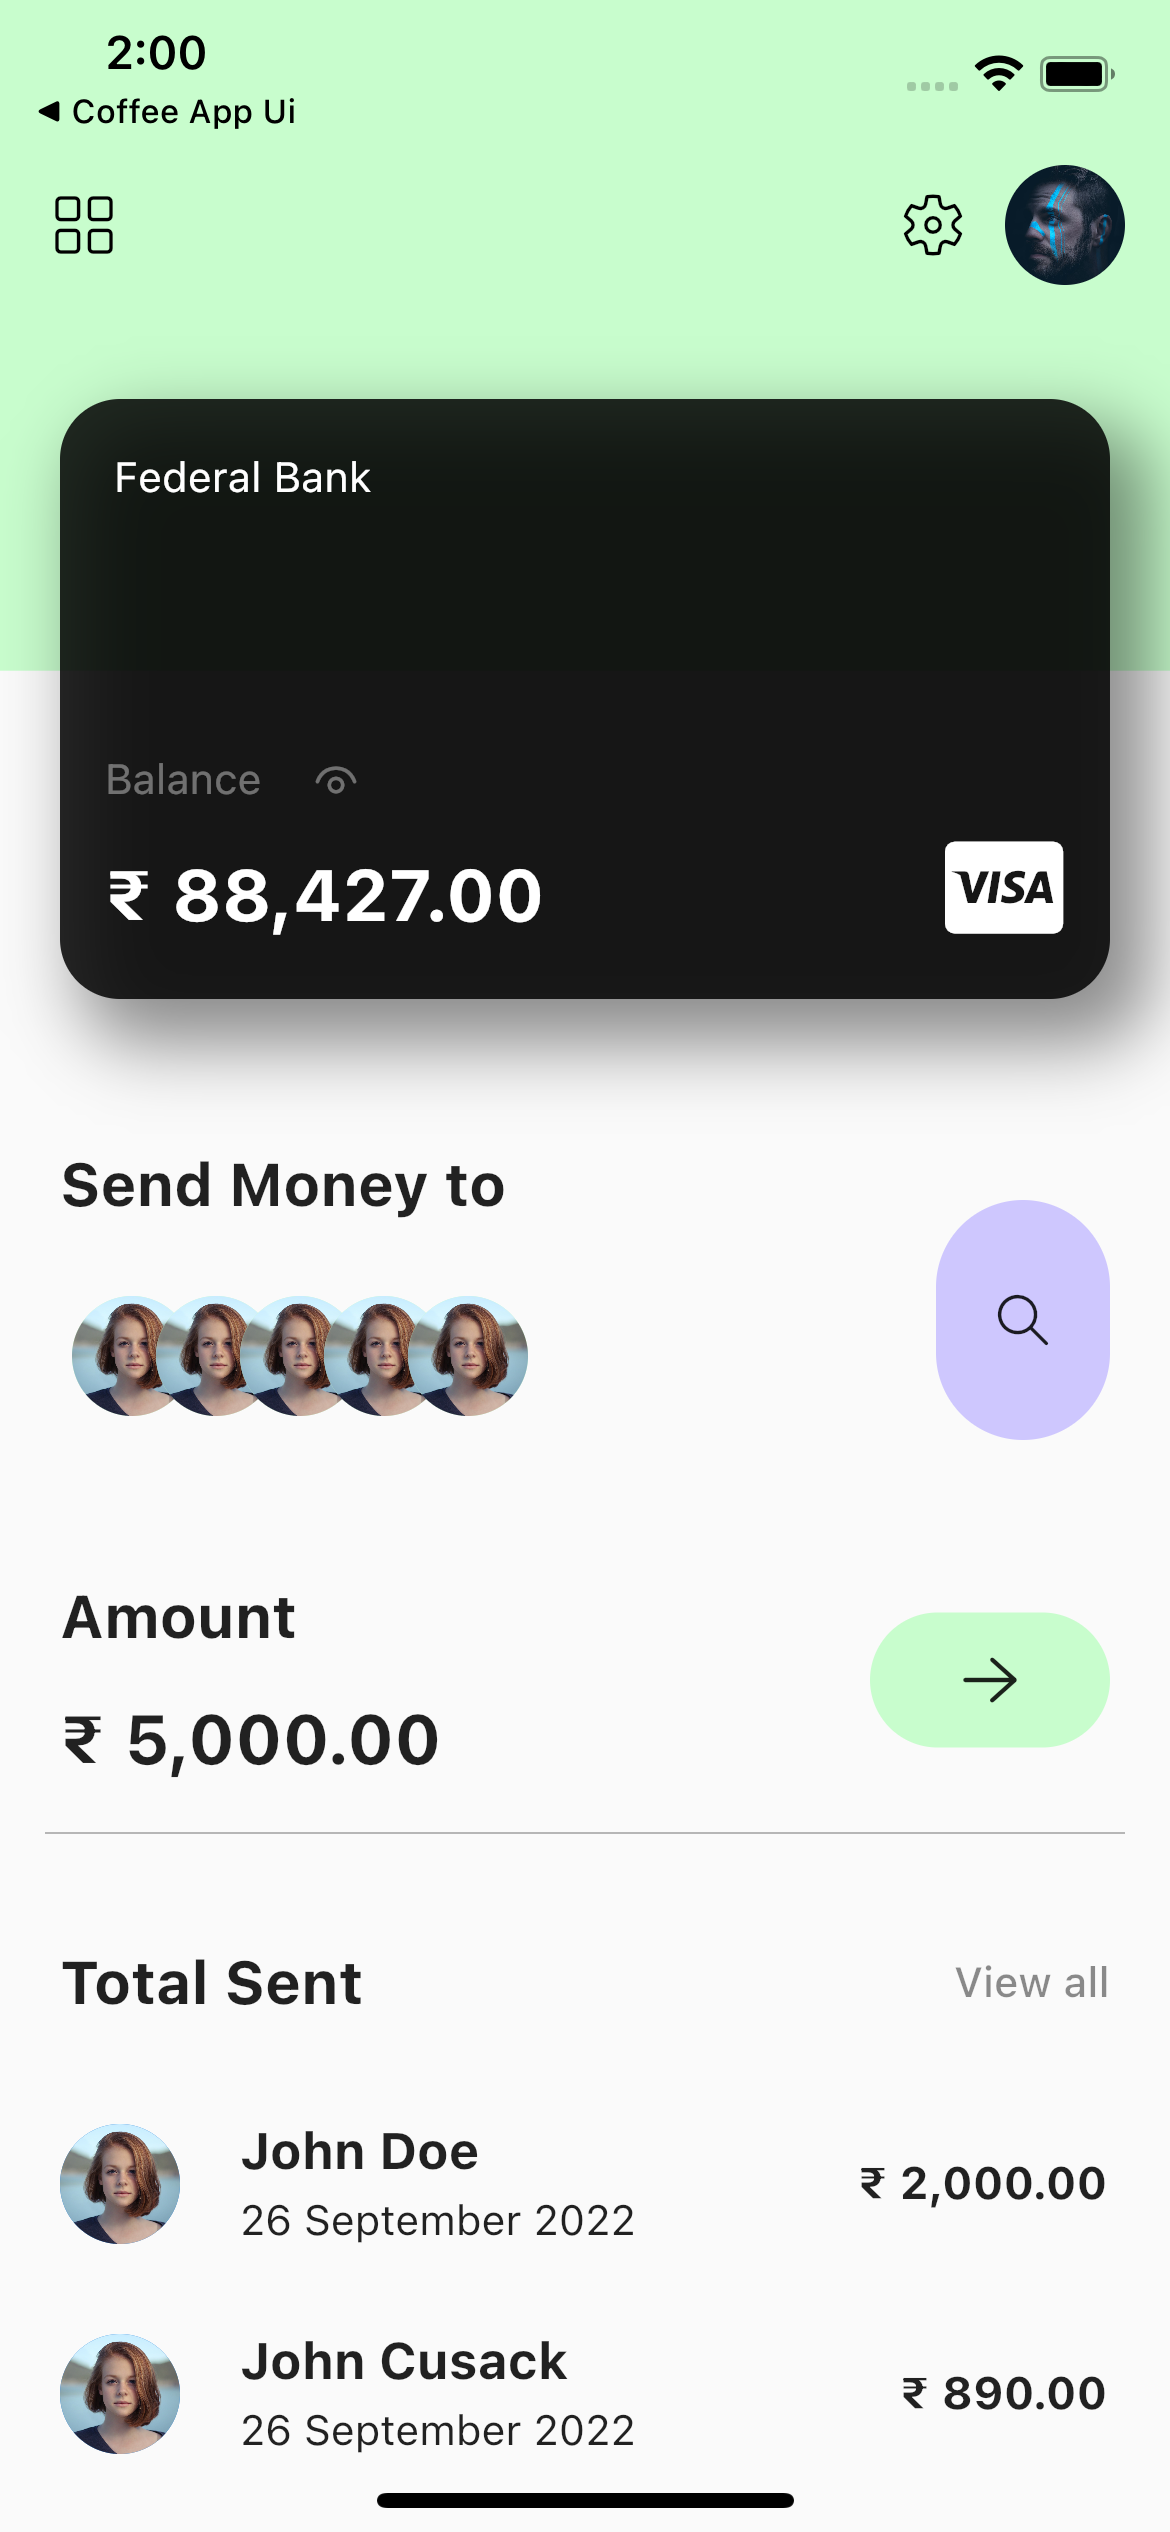 2:00
◀ Coffee App Ui
Federal Bank
Balance
₹ 88,427.00
VISA
Send Money to
Amount
₹ 5,000.00
Total Sent
View all
John Doe
26 September 2022
₹ 2,000.00
John Cusack
26 September 2022
₹ 890.00